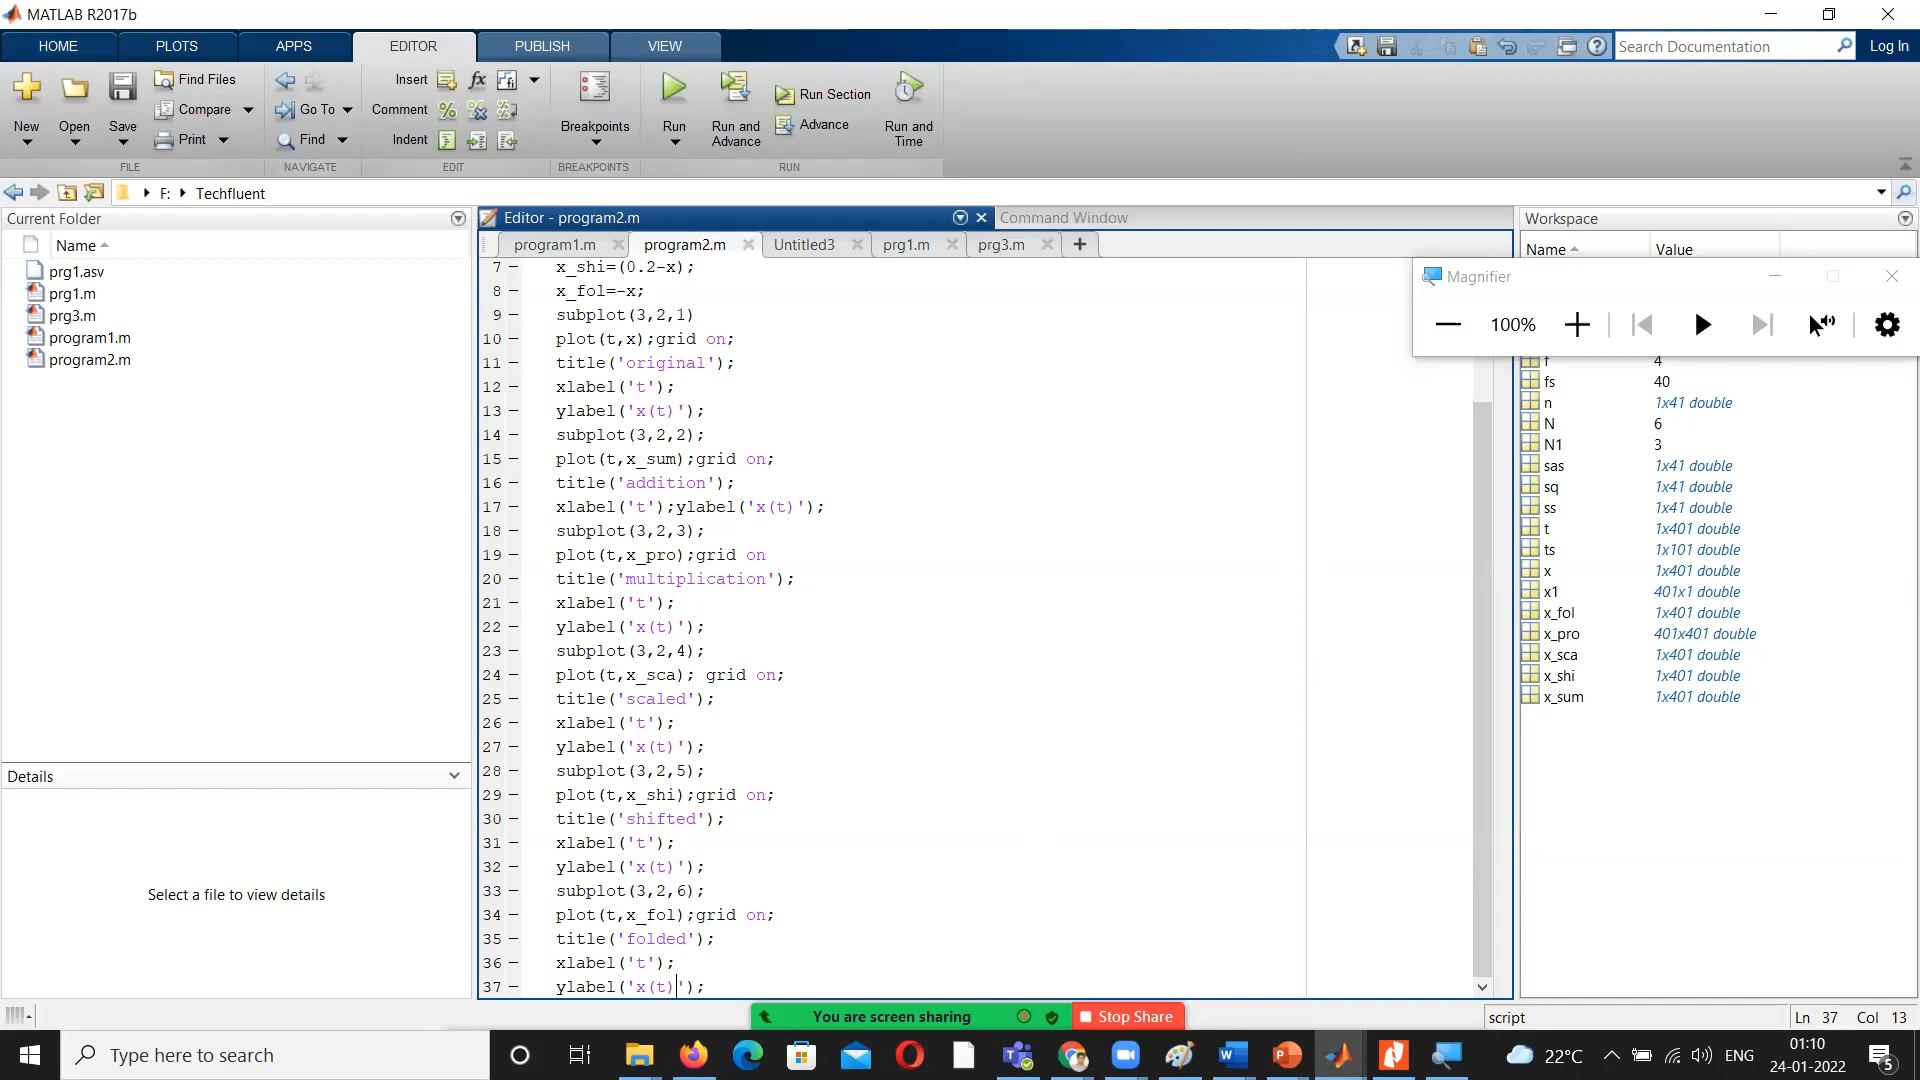 MATLAB R2017b
HOME PLOTS APPS EDITOR PUBLISH VIEW
Search Documentation
Log In
New
Open
Save
Find Files
Compare
Print
FILE
Go To
Find
NAVIGATE
Insert
Comment
Indent
fx
EDIT
Breakpoints
BREAKPOINTS
Run
Run and Advance
Run Section
Advance
Run and Time
RUN
F: Techfluent
Current Folder
Name
prg1.asv
prg1.m
prg3.m
program1.m
program2.m
Details
Select a file to view details
Editor - program2.m
Command Window
program1.m program2.m Untitled3 prg1.m prg3.m
7 – x_shi=(0.2-x);
8 – x_fol=-x;
9 – subplot(3,2,1)
10 – plot(t,x);grid on;
11 – title('original');
12 – xlabel('t');
13 – ylabel('x(t)');
14 – subplot(3,2,2);
15 – plot(t,x_sum);grid on;
16 – title('addition');
17 – xlabel('t');ylabel('x(t)');
18 – subplot(3,2,3);
19 – plot(t,x_pro);grid on
20 – title('multiplication');
21 – xlabel('t');
22 – ylabel('x(t)');
23 – subplot(3,2,4);
24 – plot(t,x_sca); grid on;
25 – title('scaled');
26 – xlabel('t');
27 – ylabel('x(t)');
28 – subplot(3,2,5);
29 – plot(t,x_shi);grid on;
30 – title('shifted');
31 – xlabel('t');
32 – ylabel('x(t)');
33 – subplot(3,2,6);
34 – plot(t,x_fol);grid on;
35 – title('folded');
36 – xlabel('t');
37 – ylabel('x(t)');
Workspace
Name Value
Magnifier
100%
f 4
fs 40
n 1x41 double
N 6
N1 3
sas 1x41 double
sq 1x41 double
ss 1x41 double
t 1x401 double
ts 1x101 double
x 1x401 double
x1 401x1 double
x_fol 1x401 double
x_pro 401x401 double
x_sca 1x401 double
x_shi 1x401 double
x_sum 1x401 double
You are screen sharing
Stop Share
script
Ln 37 Col 13
Type here to search
22°C
ENG
01:10
24-01-2022
5